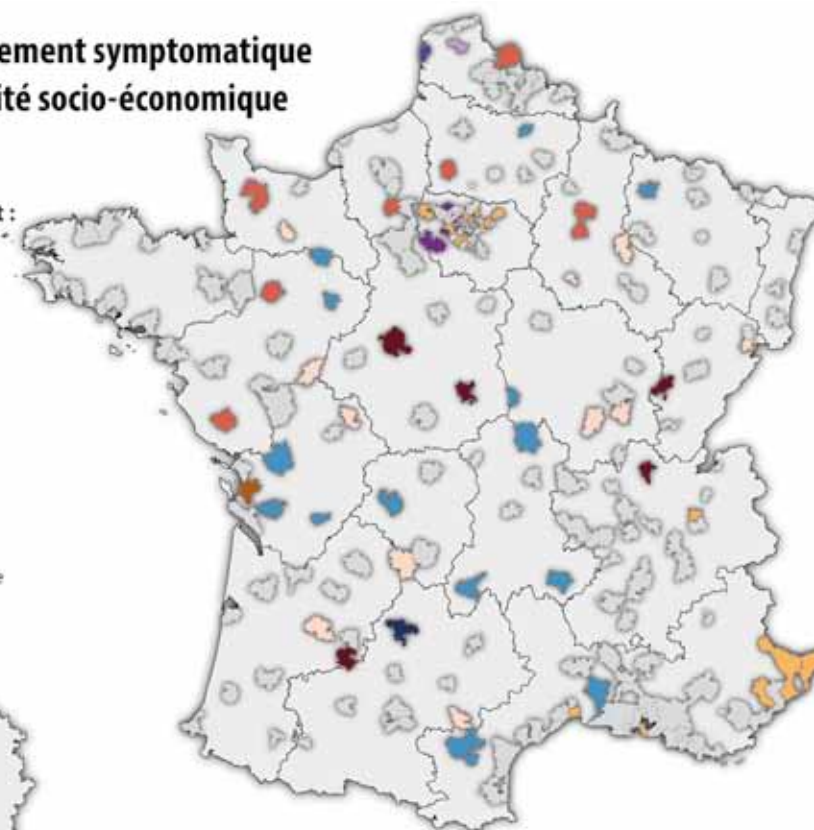 ement symptomatique
ité socio-économique
t :
e